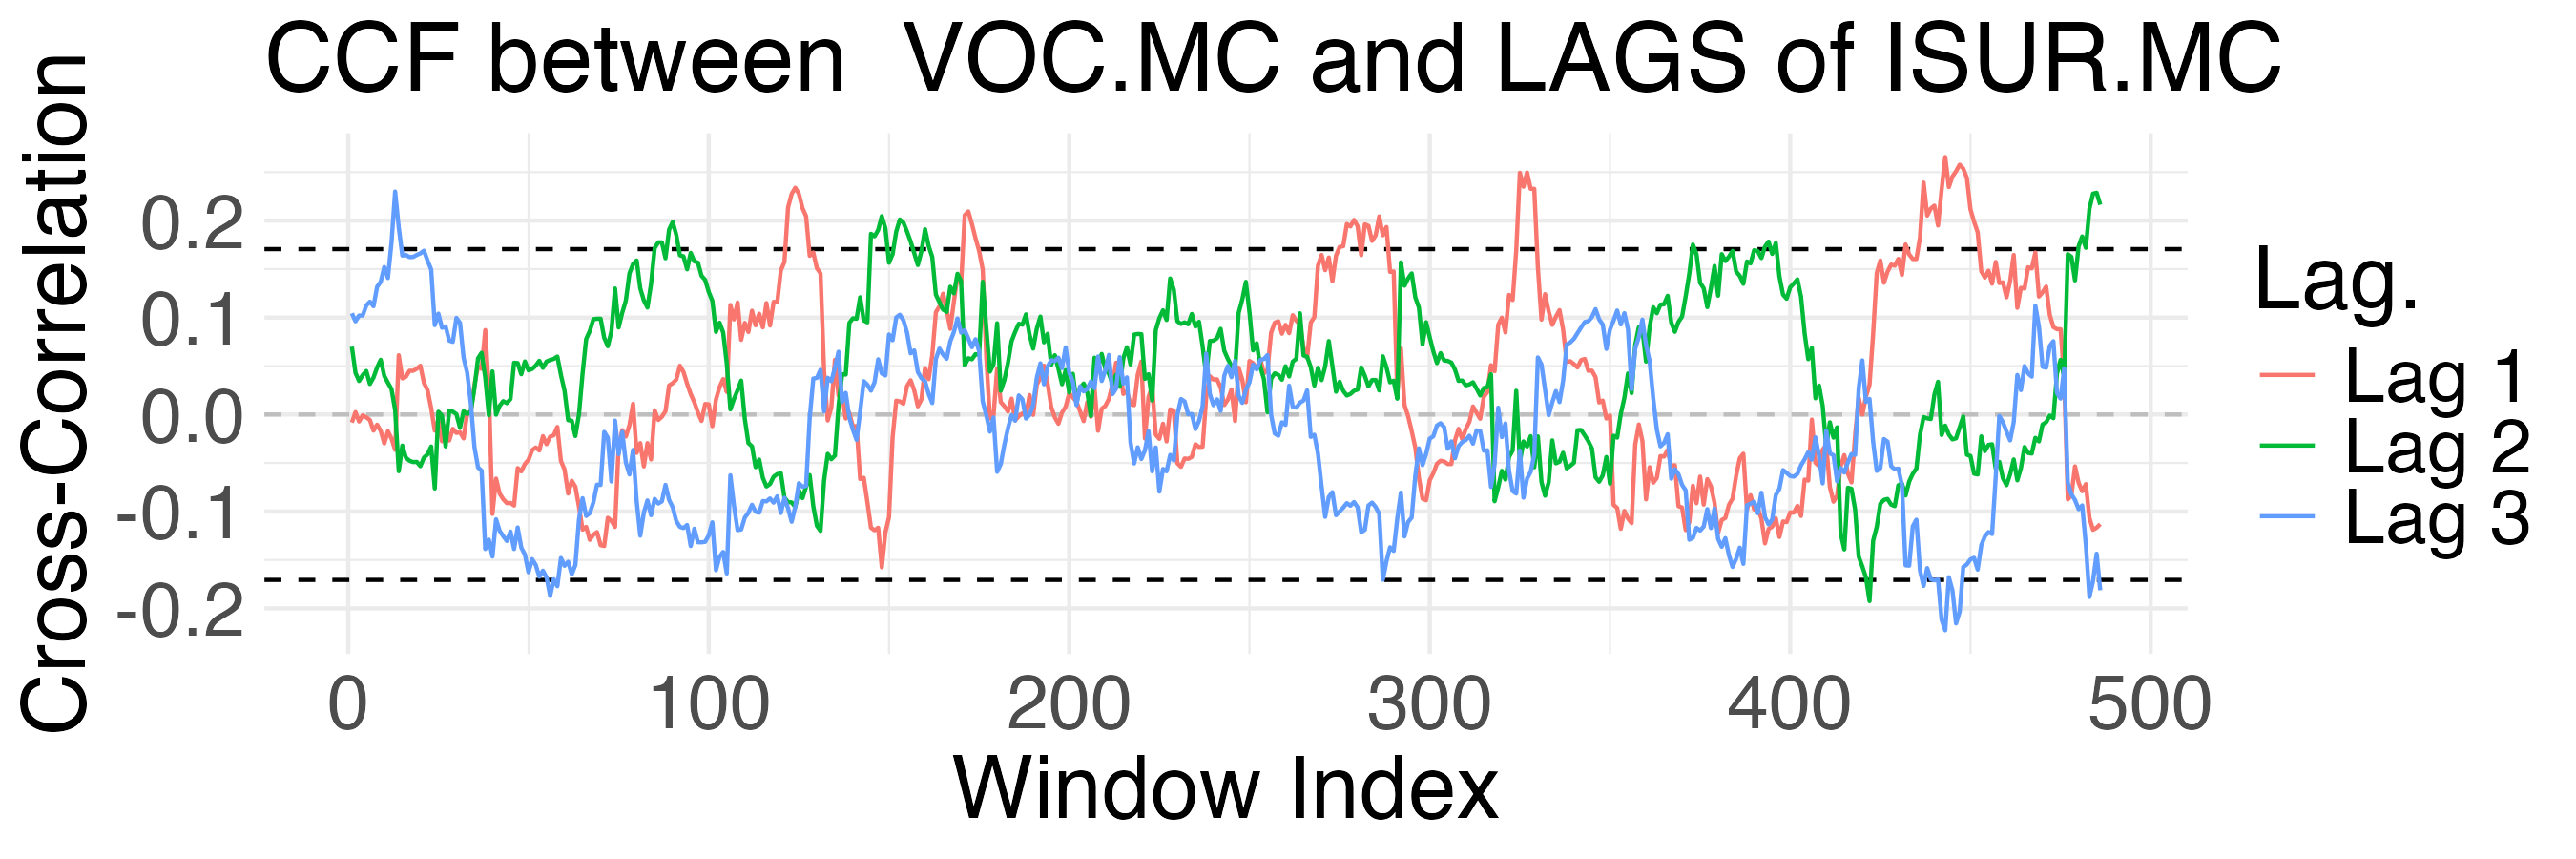 CCF between  VOC.MC and LAGS of ISUR.MC
Cross-Correlation
0.2
0.1
0.0
-0.1
-0.2
0 100 200 300 400 500
Window Index
Lag.
Lag 1
Lag 2
Lag 3